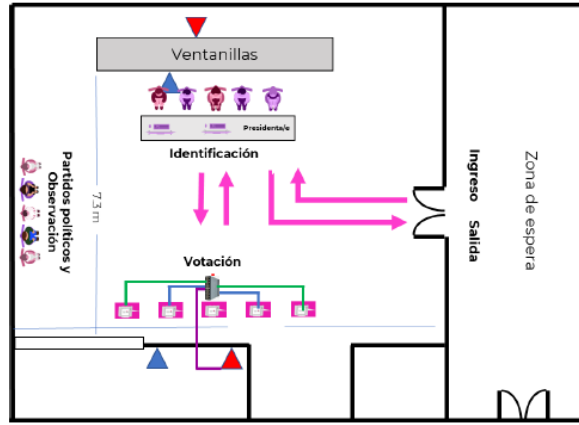 Ventanillas
Presidenta/e
Identificación
Partidos políticos y
Observación
7.3 m
Ingreso
Salida
Zona de espera
Votación